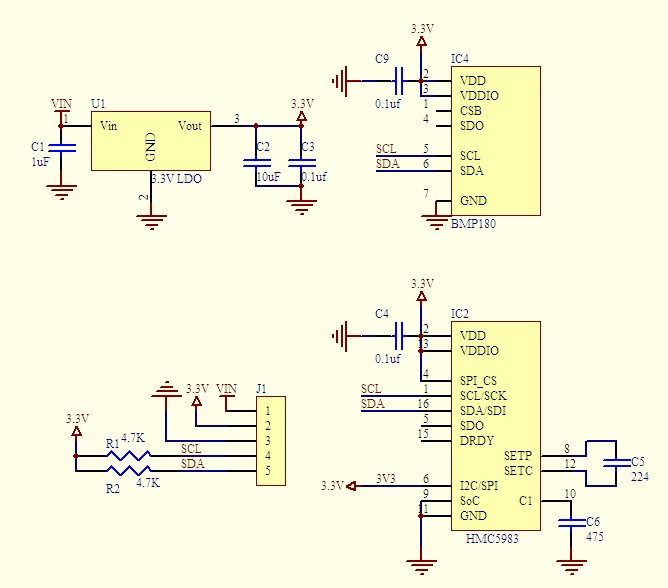 3.3V
C9
IC4
0.1uf
2 VDD
3 VDDIO
1 CSB
4 SDO
SCL 5 SCL
SDA 6 SDA
7 GND
BMP180
VIN
U1
3.3V
1 Vin
Vout 3
GND
C1
1uF
C2
10uF
C3
0.1uf
3.3V LDO
2
3.3V
C4
IC2
0.1uf
2 VDD
13 VDDIO
4 SPI_CS
SCL 1 SCL/SCK
SDA 16 SDA/SDI
5 SDO
15 DRDY
SETP 8
SETC 12
C5
224
3.3V 3V3 6 I2C/SPI
9 SoC
11 GND
C1 10
C6
475
HMC5983
3.3V
VIN
J1
1
2
3
3.3V
R1 4.7K
SCL 4
SDA 5
R2 4.7K